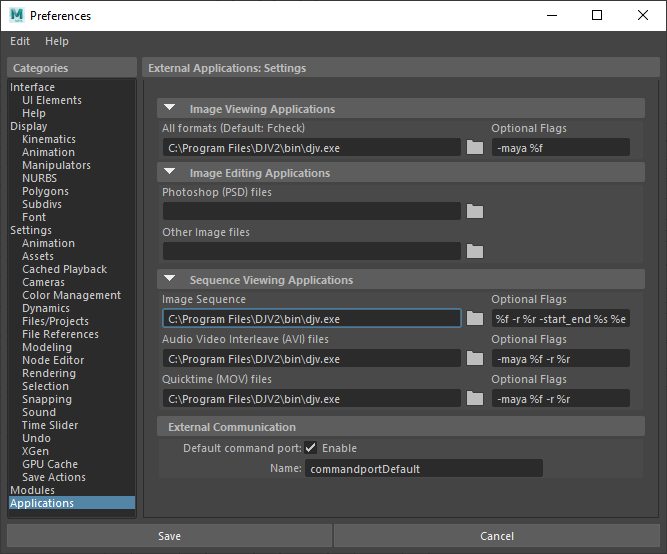 Preferences
Edit Help
Categories
Interface
UI Elements
Help
Display
Kinematics
Animation
Manipulators
NURBS
Polygons
Subdivs
Font
Settings
Animation
Assets
Cached Playback
Cameras
Color Management
Dynamics
Files/Projects
File References
Modeling
Node Editor
Rendering
Selection
Snapping
Sound
Time Slider
Undo
XGen
GPU Cache
Save Actions
Modules
Applications
External Applications: Settings
Image Viewing Applications
All formats (Default: Fcheck) Optional Flags
C:\Program Files\DJV2\bin\djv.exe -maya %f
Image Editing Applications
Photoshop (PSD) files
Other Image files
Sequence Viewing Applications
Image Sequence Optional Flags
C:\Program Files\DJV2\bin\djv.exe %f -r %r -start_end %s %e
Audio Video Interleave (AVI) files Optional Flags
C:\Program Files\DJV2\bin\djv.exe -maya %f -r %r
Quicktime (MOV) files Optional Flags
C:\Program Files\DJV2\bin\djv.exe -maya %f -r %r
External Communication
Default command port: Enable
Name: commandportDefault
Save Cancel